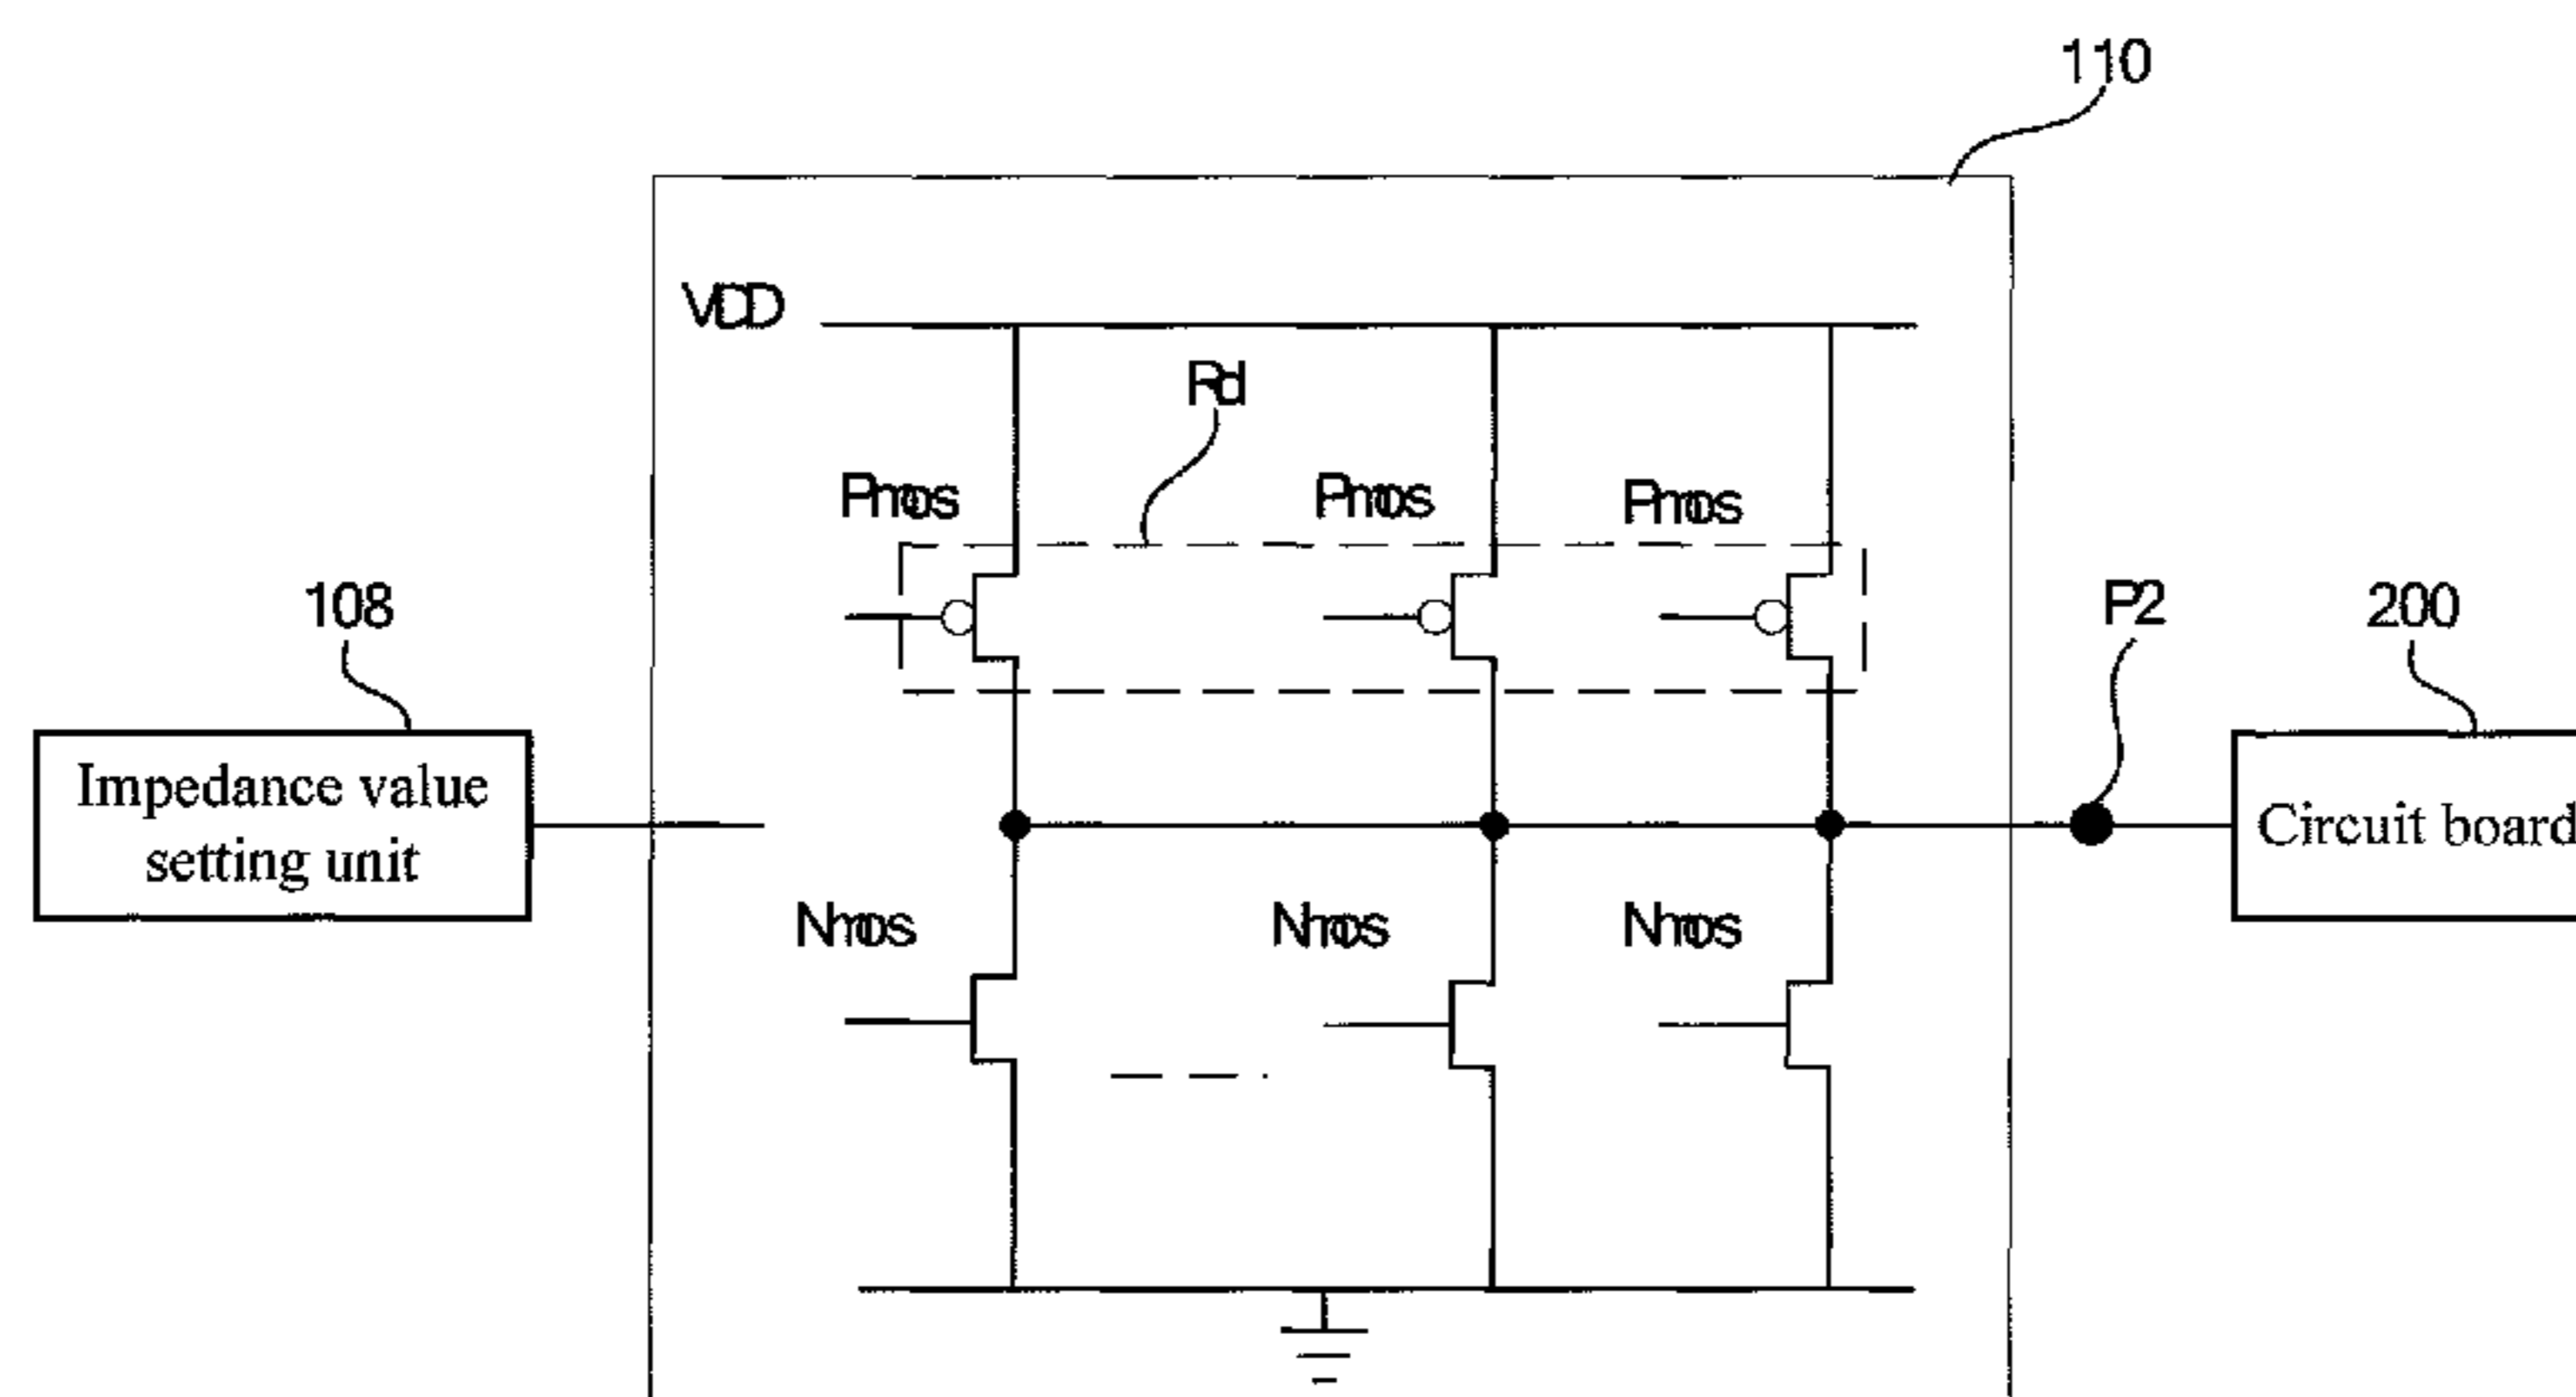 110
VDD
Rd
Pmos Pmos Pmos
108
P2
200
Impedance value
setting unit
Circuit board
Nmos Nmos Nmos